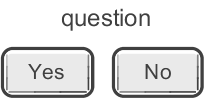 question
Yes No